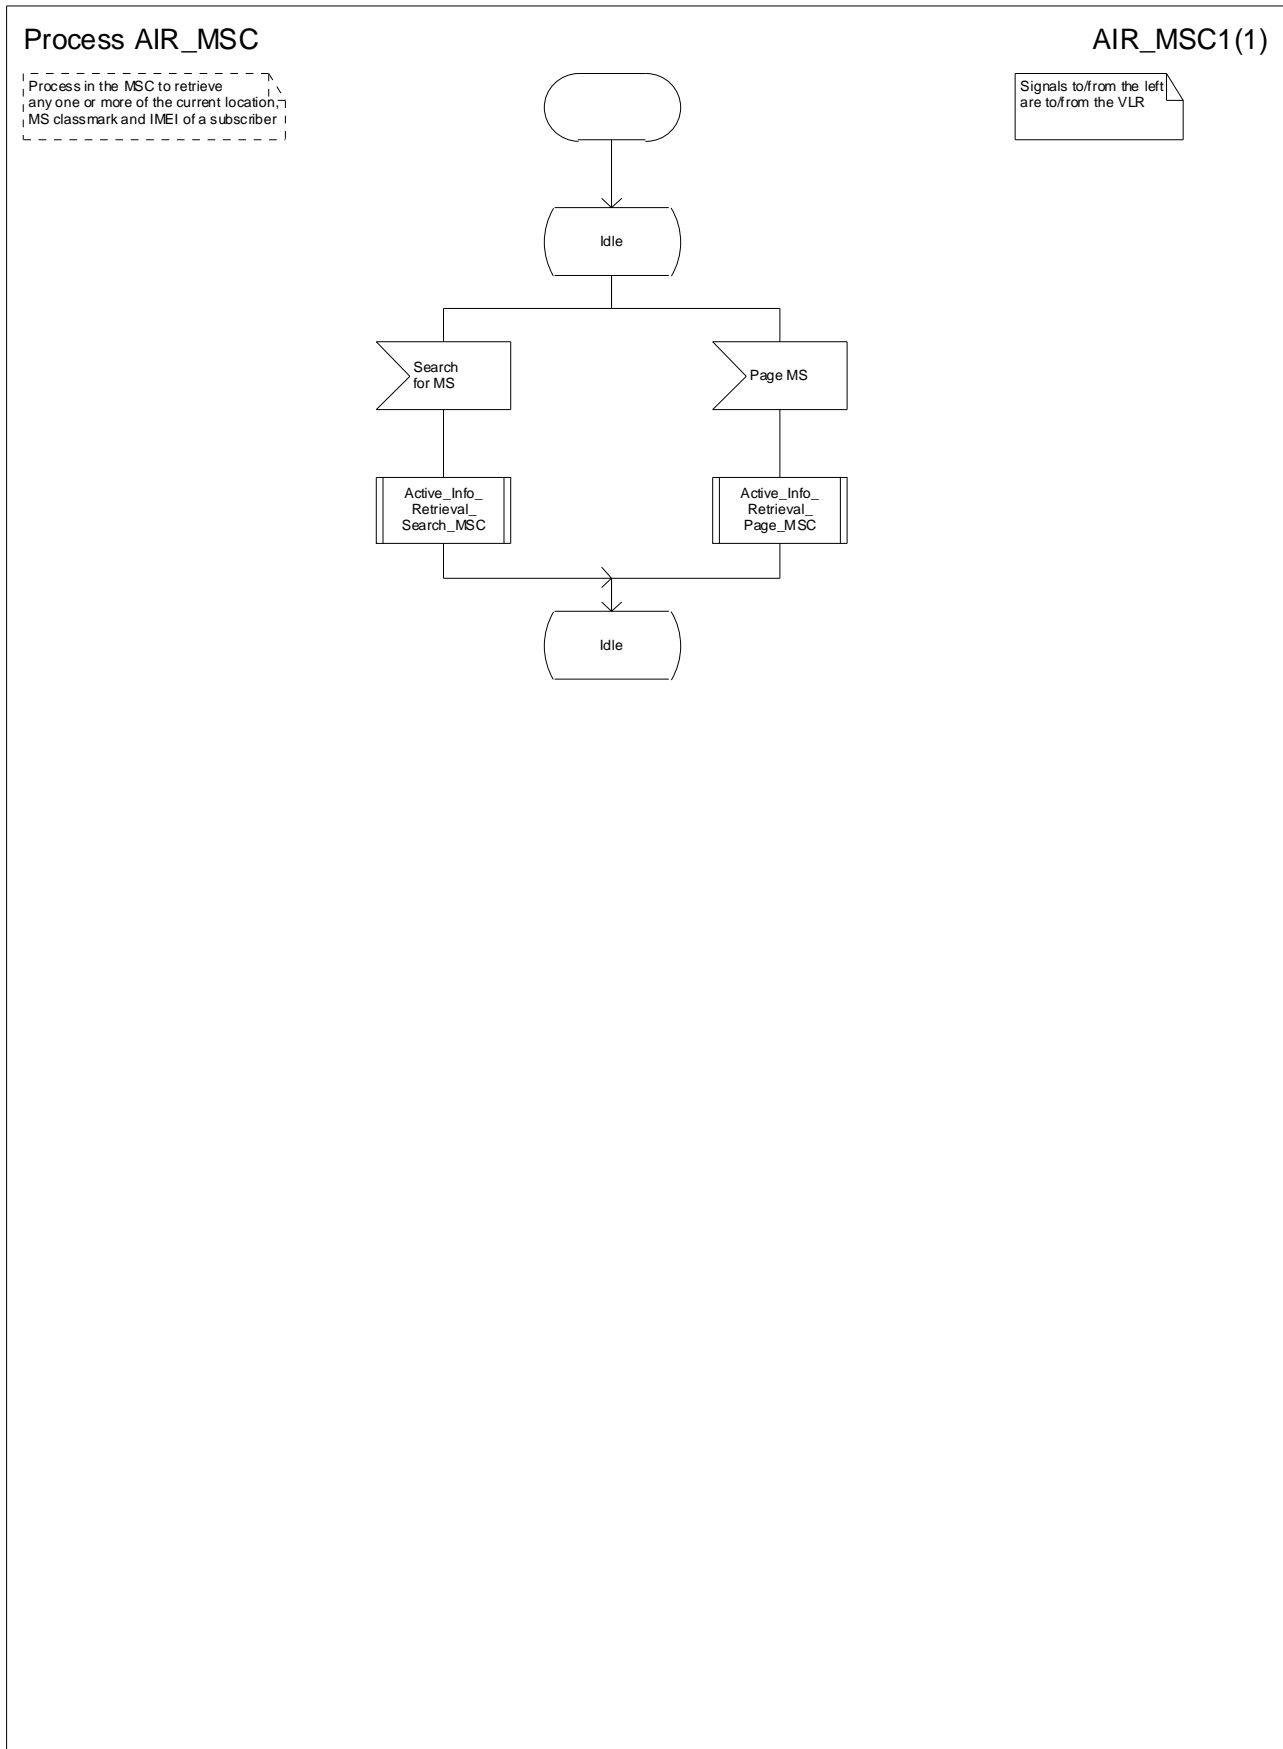 Process AIR_MSC
AIR_MSC1(1)
Process in the MSC to retrieve
any one or more of the current location,
MS classmark and IMEI of a subscriber
Signals to/from the left
are to/from the VLR
Idle
Search
for MS
Page MS
Active_Info_
Retrieval_
Search_MSC
Active_Info_
Retrieval_
Page_MSC
Idle